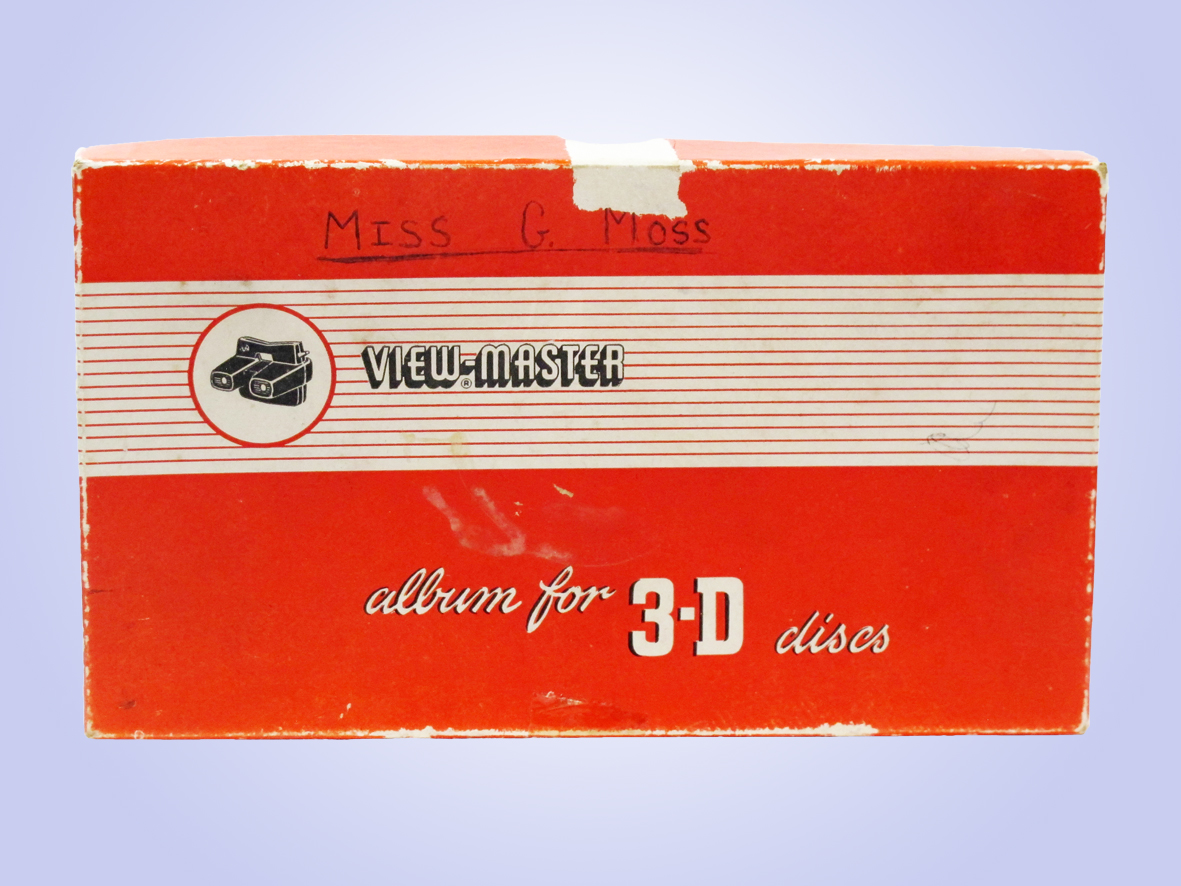 Miss G. Moss
VIEW-MASTER®
album for 3-D discs